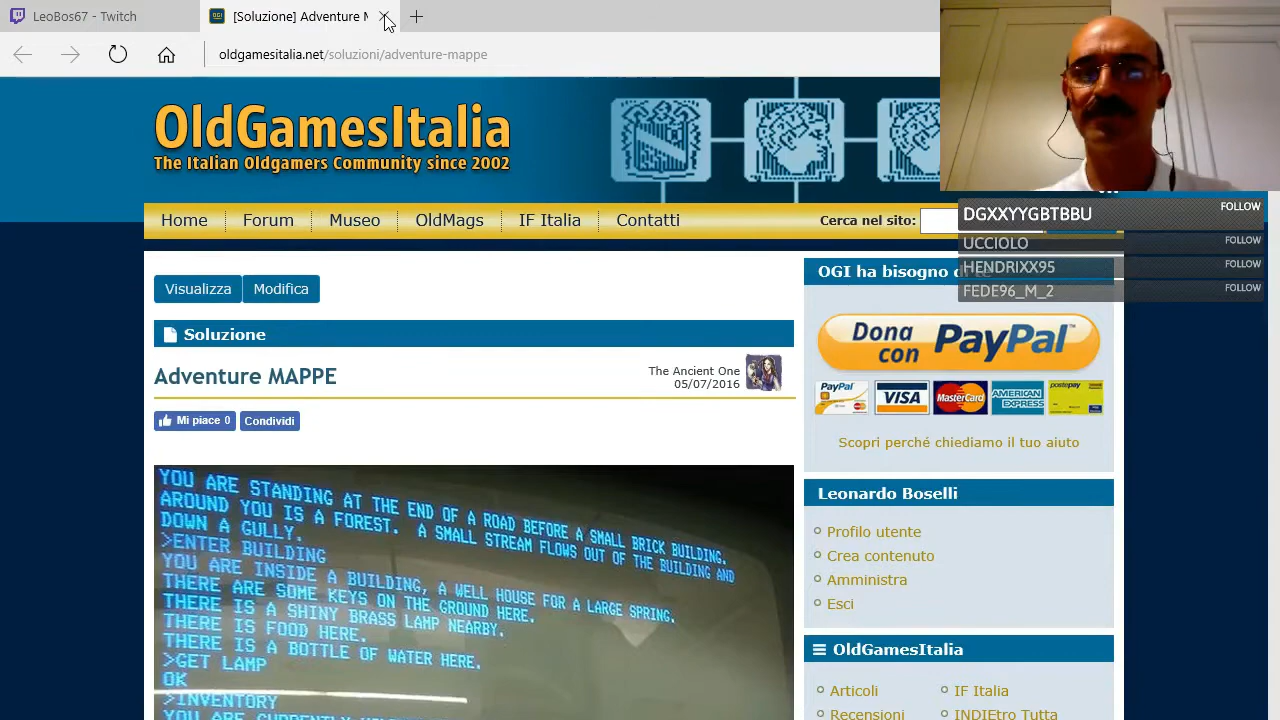 LeoBos67 - Twitch
[Soluzione] Adventure M
oldgamesitalia.net/soluzioni/adventure-mappe
OldGamesItalia
The Italian Oldgamers Community since 2002
Home
Forum
Museo
OldMags
IF Italia
Contatti
Cerca nel sito:
DGXXYYGBTBBU FOLLOW
UCCIOLO FOLLOW
HENDRIXX95 FOLLOW
FEDE96_M_2 FOLLOW
Visualizza
Modifica
Soluzione
Adventure MAPPE
The Ancient One
05/07/2016
Mi piace 0
Condividi
YOU ARE STANDING AT THE END OF A ROAD BEFORE A SMALL BRICK BUILDING.
AROUND YOU IS A FOREST. A SMALL STREAM FLOWS OUT OF THE BUILDING AND
DOWN A GULLY.
>ENTER BUILDING
YOU ARE INSIDE A BUILDING, A WELL HOUSE FOR A LARGE SPRING.
THERE ARE SOME KEYS ON THE GROUND HERE.
THERE IS A SHINY BRASS LAMP NEARBY.
THERE IS FOOD HERE.
THERE IS A BOTTLE OF WATER HERE.
>GET LAMP
OK
>INVENTORY
YOU ARE CURRENTLY
OGI ha bisogno di te
Dona con PayPal™
PayPal VISA MasterCard AMERICAN EXPRESS postepay
Scopri perché chiediamo il tuo aiuto
Leonardo Boselli
Profilo utente
Crea contenuto
Amministra
Esci
OldGamesItalia
Articoli
IF Italia
Recensioni
INDIEtro Tutta